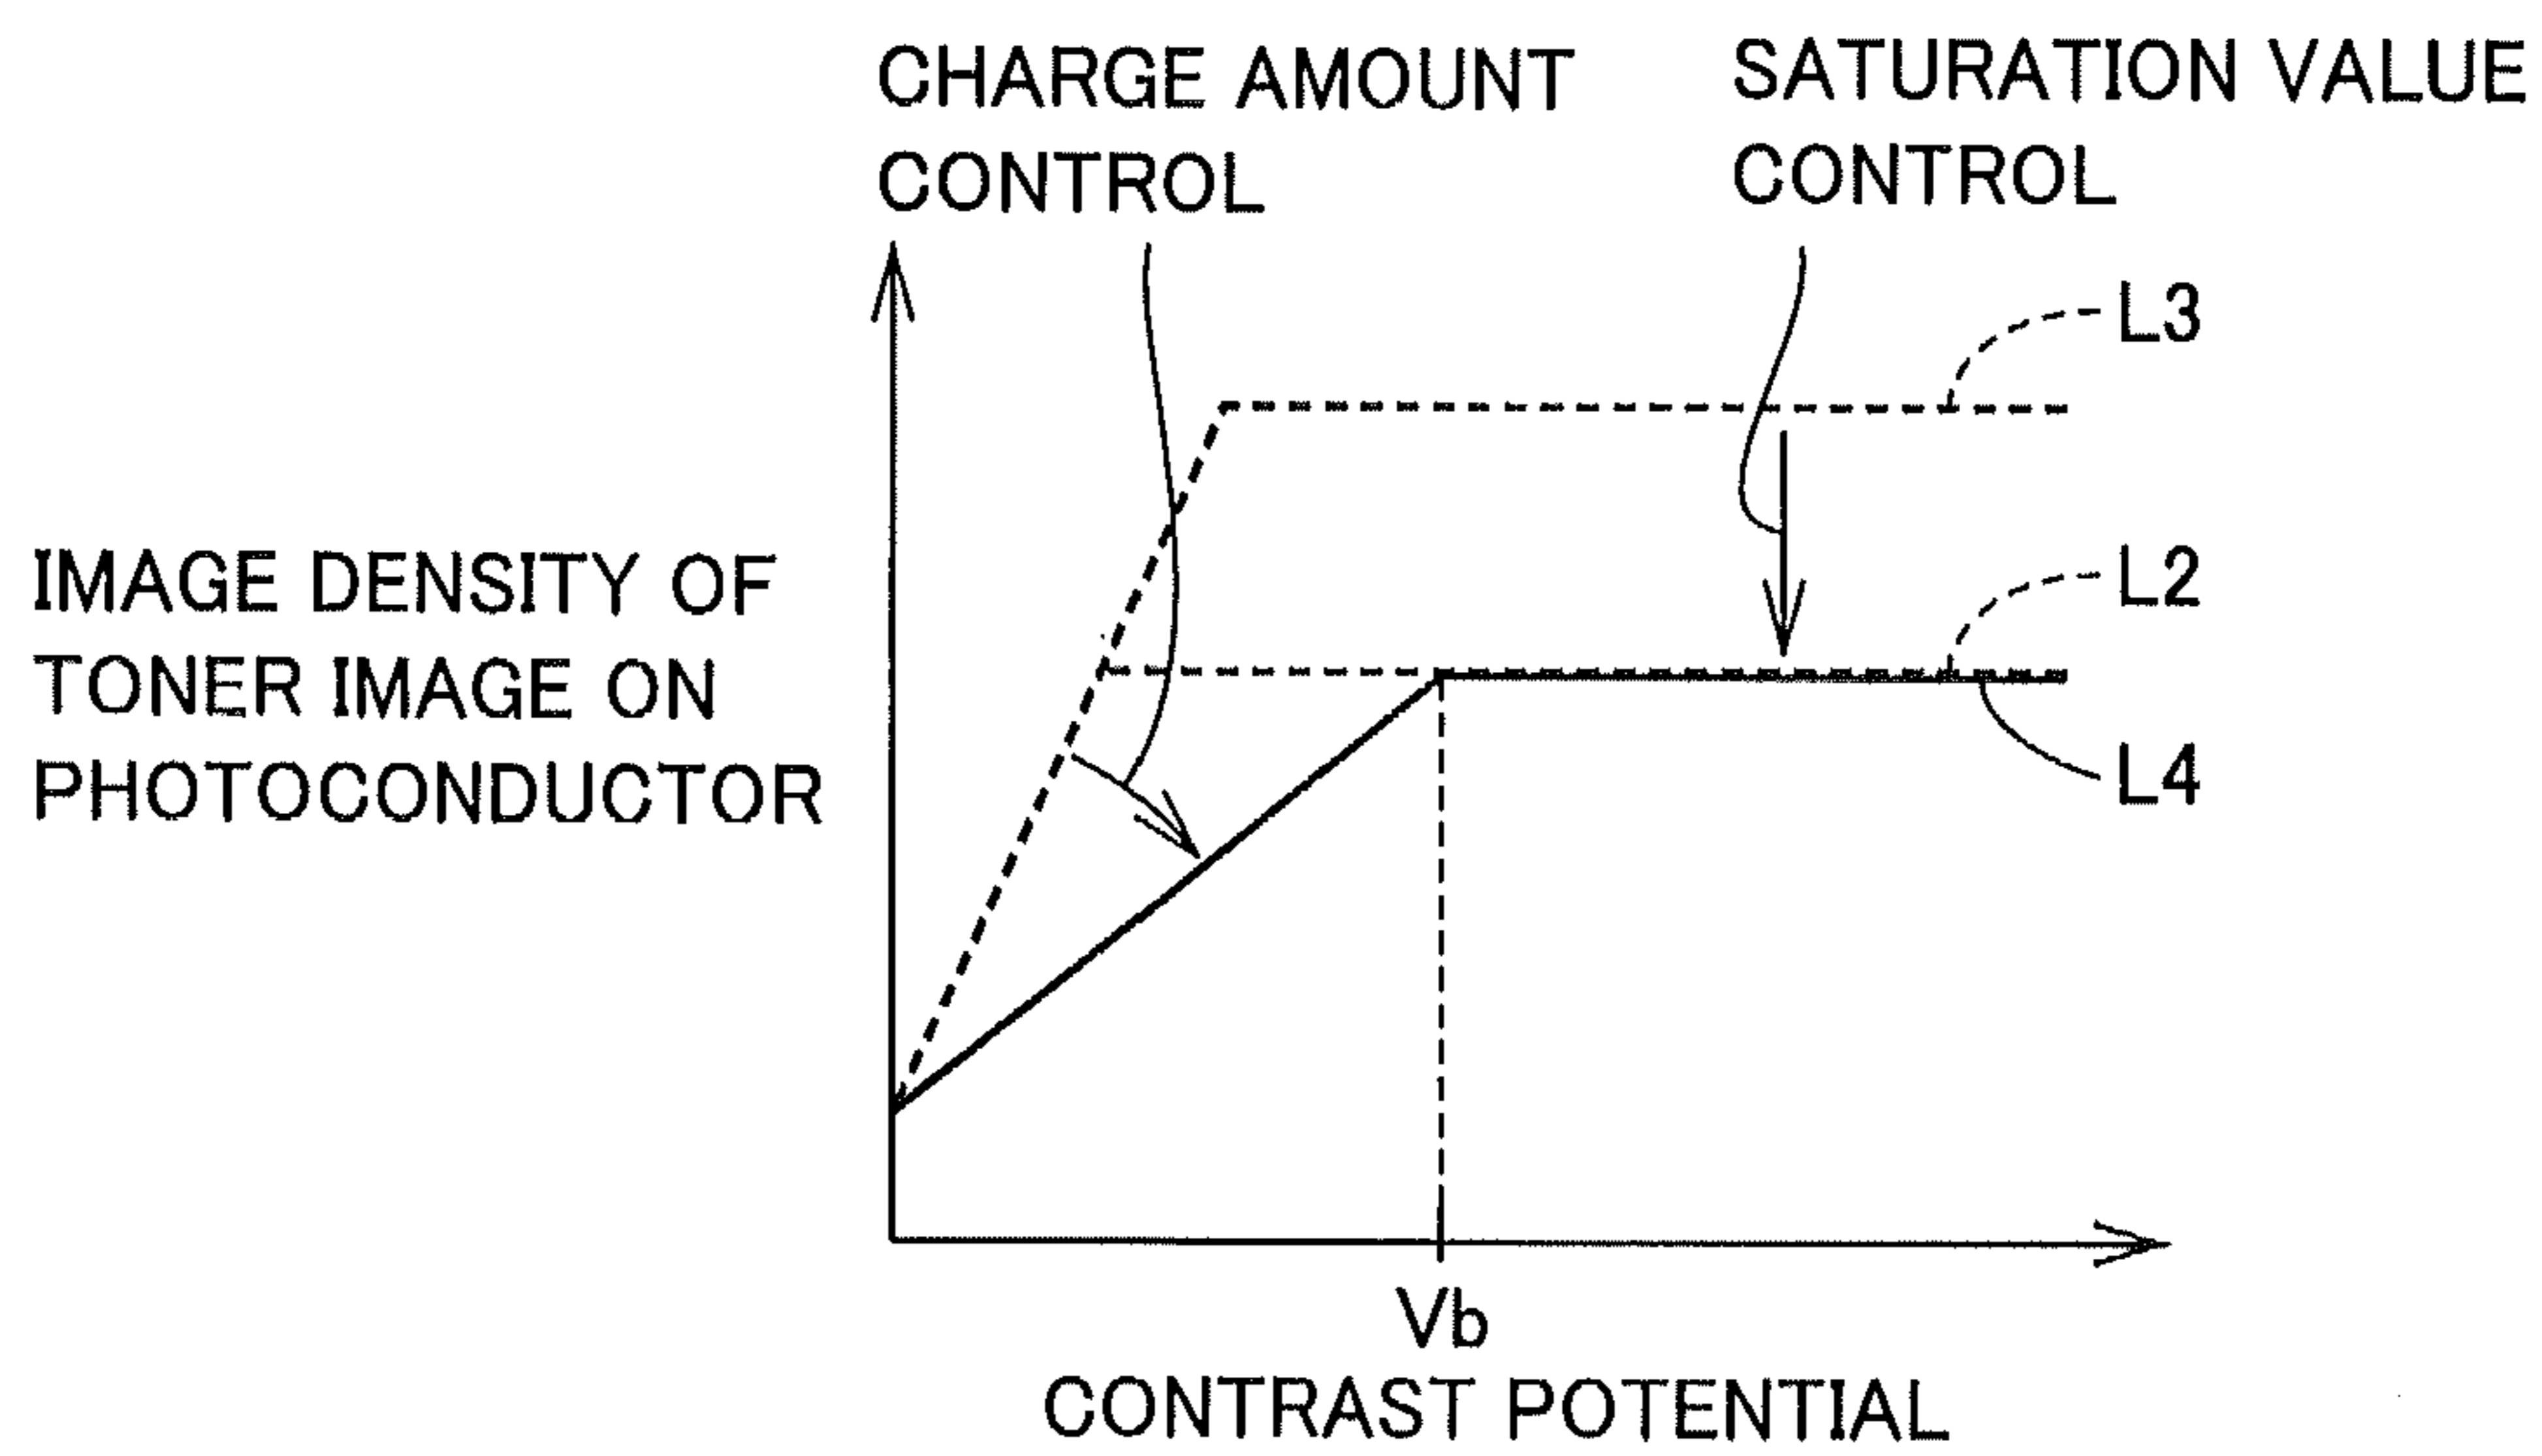 CHARGE AMOUNT
CONTROL
SATURATION VALUE
CONTROL
L3
L2
L4
IMAGE DENSITY OF
TONER IMAGE ON
PHOTOCONDUCTOR
Vb
CONTRAST POTENTIAL